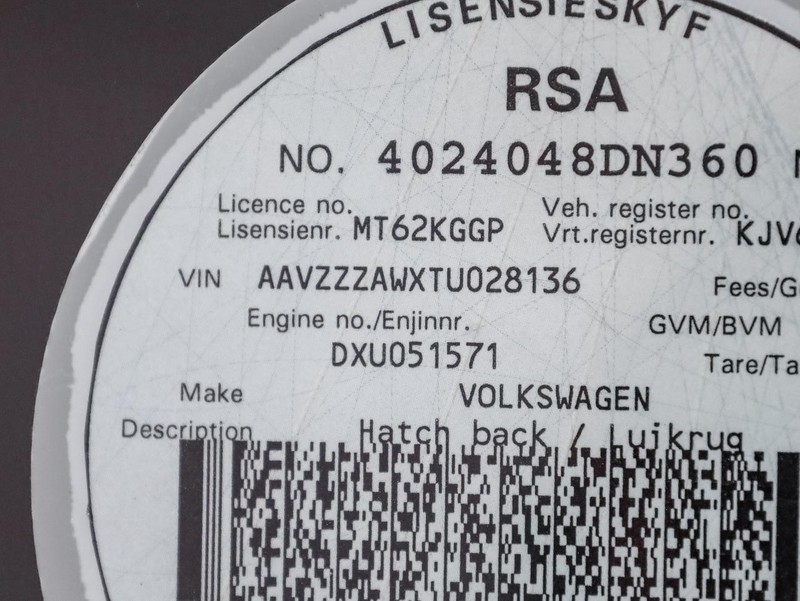 LISENSIESKYF
RSA
NO. 4024048DN360
Licence no.
Lisensienr. MT62KGGP
Veh. register no.
Vrt.registernr.
VIN AAVZZZAWXTU028136
Fees/G
Engine no./Enjinnr.
GVM/BVM
DXU051571
Tare/Ta
Make VOLKSWAGEN
Description Hatch back / Luikrug